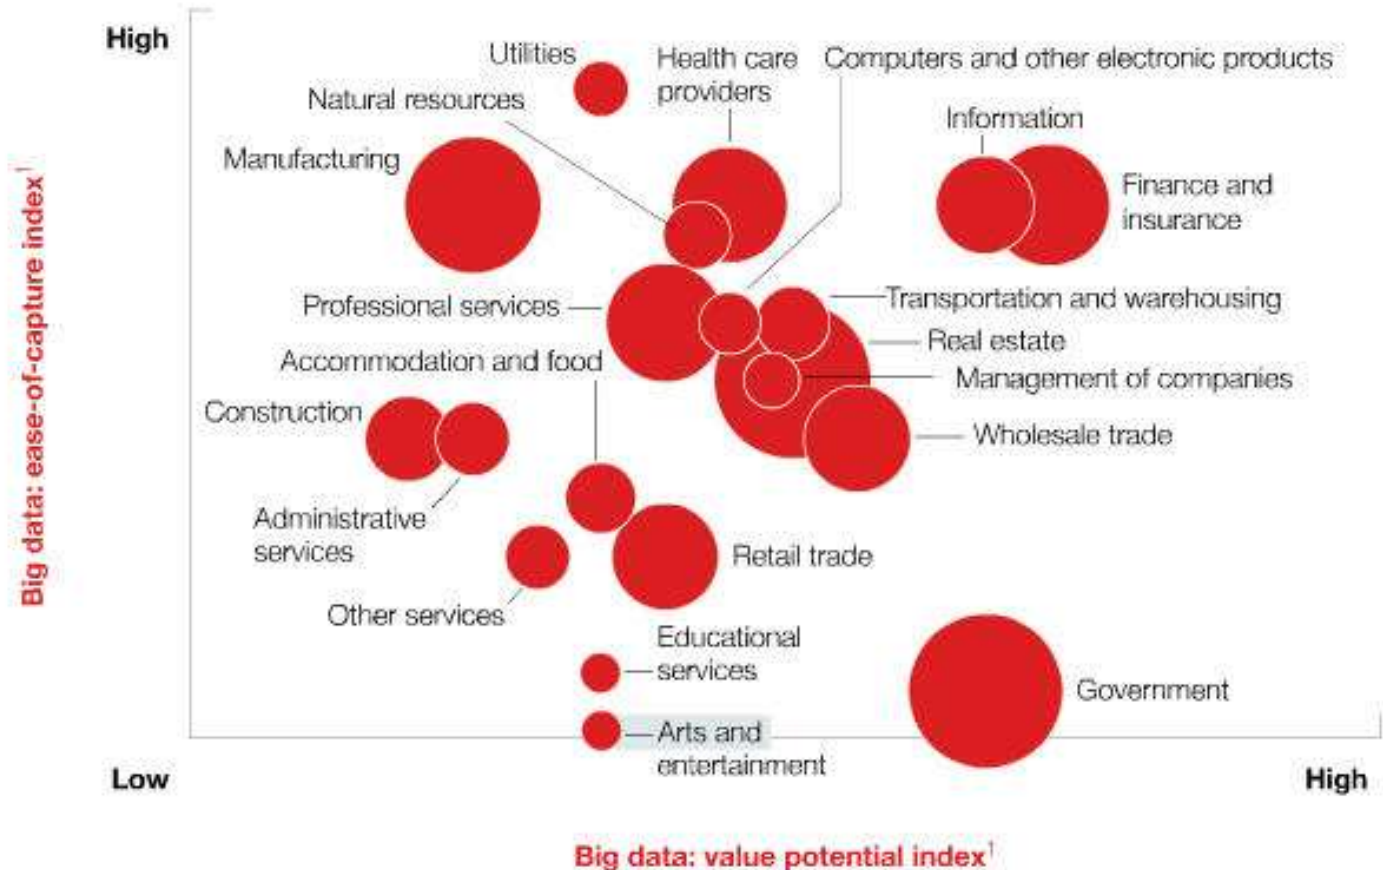 High
Utilities
Health care
providers
Computers and other electronic products
Natural resources
Information
Manufacturing
Finance and
insurance
Professional services
Transportation and warehousing
Real estate
Accommodation and food
Management of companies
Construction
Wholesale trade
Administrative
services
Retail trade
Other services
Educational
services
Government
Arts and
entertainment
Low
High
Big data: ease-of-capture index¹
Big data: value potential index¹